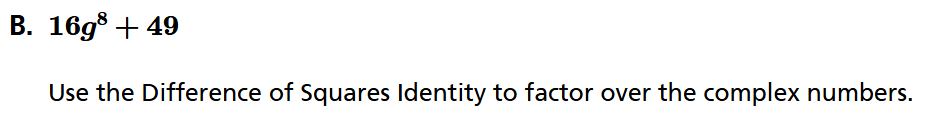 B. 16g⁸ + 49
Use the Difference of Squares Identity to factor over the complex numbers.